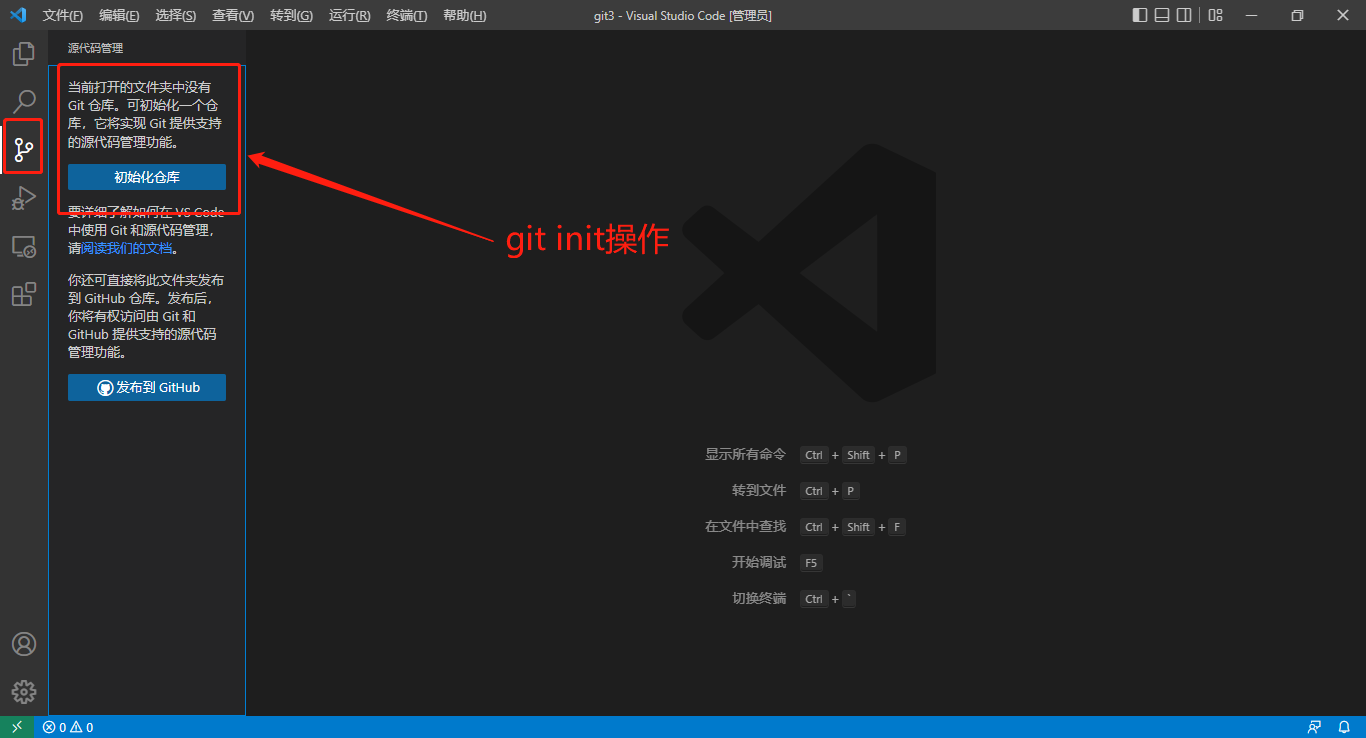 文件(F) 编辑(E) 选择(S) 查看(V) 转到(G) 运行(R) 终端(T) 帮助(H) git3 - Visual Studio Code [管理员]
源代码管理
当前打开的文件夹中没有
Git 仓库。可初始化一个仓
库，它将实现 Git 提供支持
的源代码管理功能。
初始化仓库
要详细了解如何在 VS Code
中使用 Git 和源代码管理，
请阅读我们的文档。
你还可直接将此文件夹发布
到 GitHub 仓库。发布后，
你将有权访问由 Git 和
GitHub 提供支持的源代码
管理功能。
发布到 GitHub
git init操作
显示所有命令 Ctrl + Shift + P
转到文件 Ctrl + P
在文件中查找 Ctrl + Shift + F
开始调试 F5
切换终端 Ctrl + `
0 0